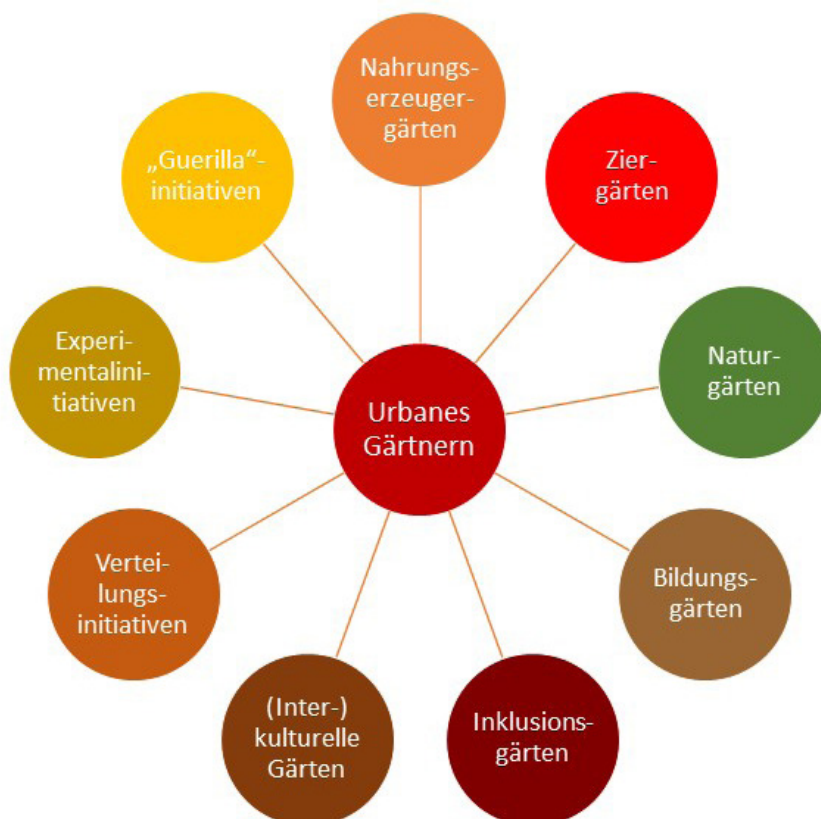 Nahrungs-
erzeuger-
gärten
Zier-
gärten
Natur-
gärten
Bildungs-
gärten
Inklusions-
gärten
(Inter-)
kulturelle
Gärten
Vertei-
lungs-
initiativen
Experi-
mentalini-
tiativen
„Guerilla“-
initiativen
Urbanes
Gärtnern